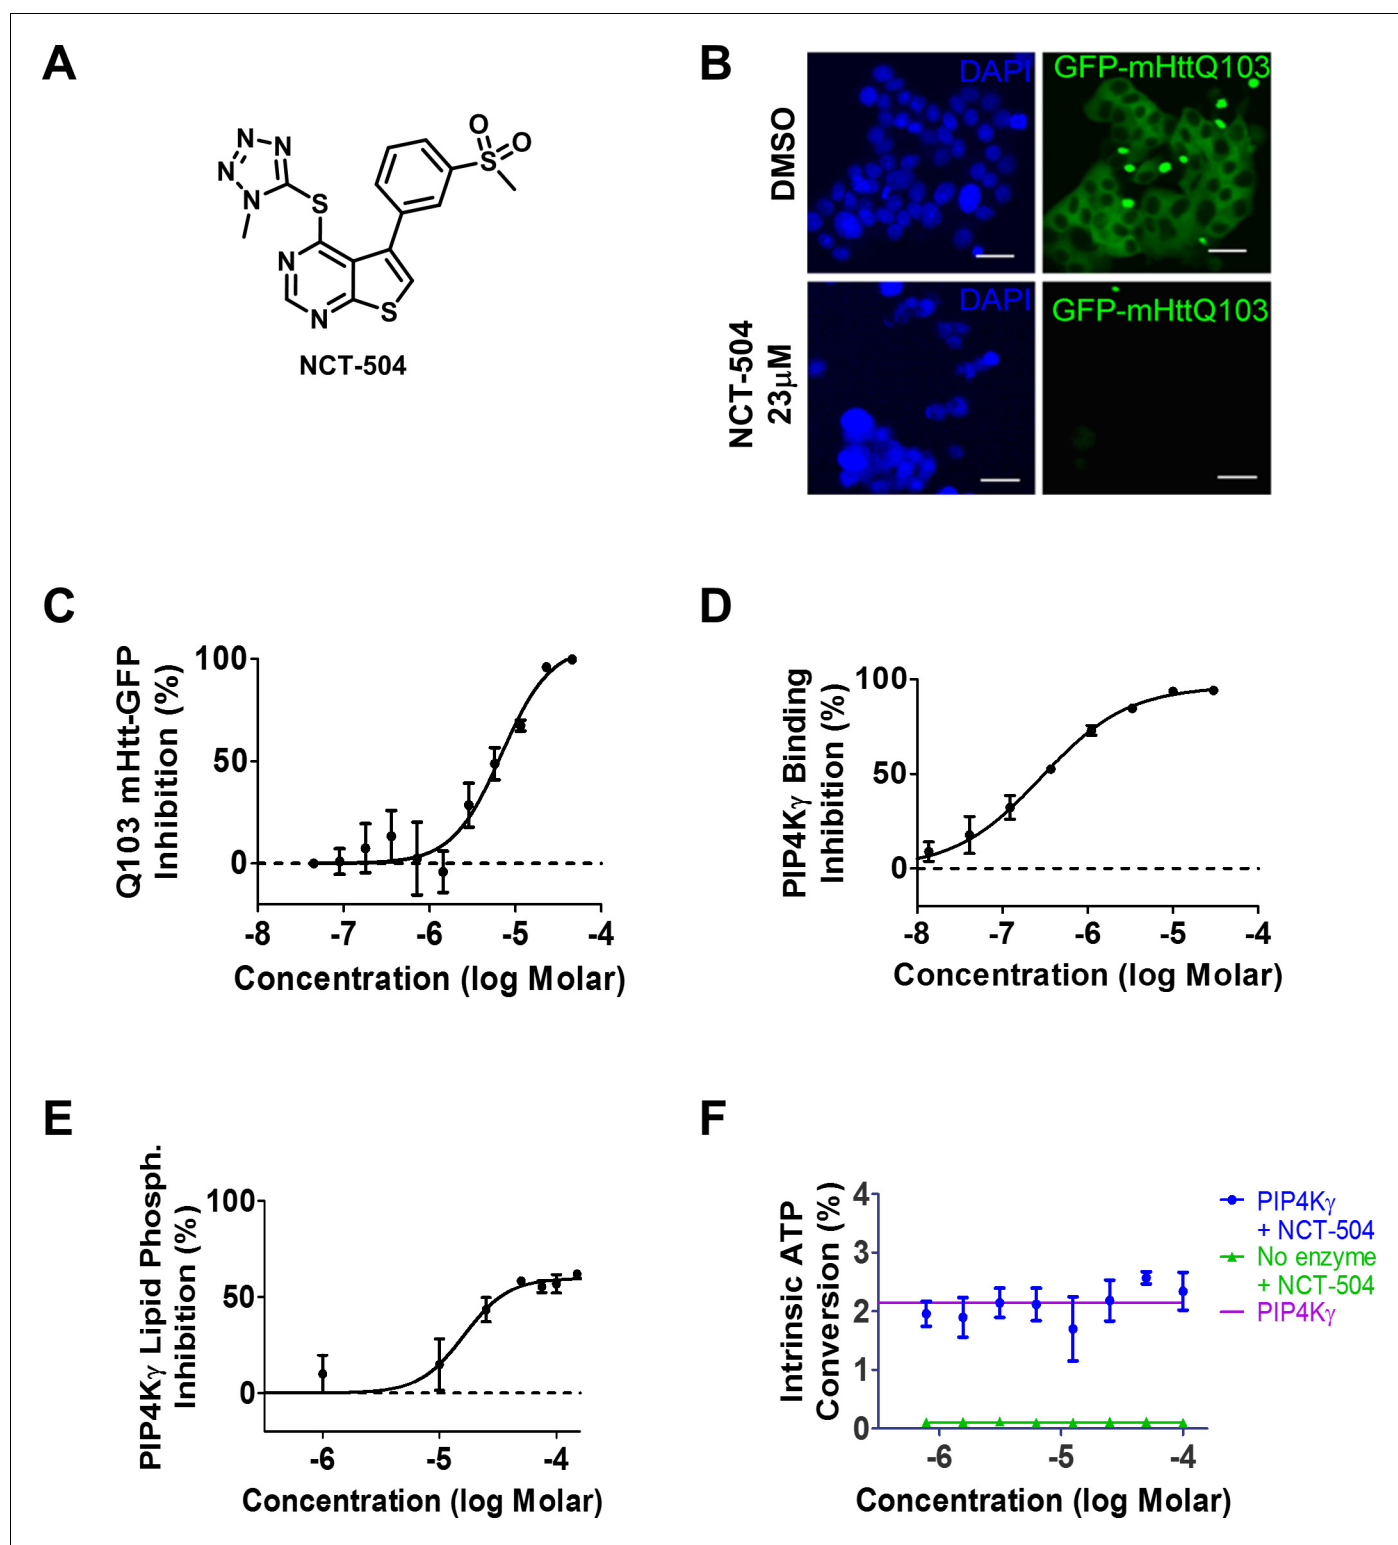 A
N
N
N
N
N
S
O
O
S
N
N
S
NCT-504
B
DMSO
DAPI
GFP-mHttQ103
NCT-504
23μM
DAPI
GFP-mHttQ103
C
Q103 mHtt-GFP
Inhibition (%)
100
50
0
-8 -7 -6 -5 -4
Concentration (log Molar)
D
PIP4Kγ Binding
Inhibition (%)
100
50
0
-8 -7 -6 -5 -4
Concentration (log Molar)
E
PIP4Kγ Lipid Phosph.
Inhibition (%)
100
50
0
-6 -5 -4
Concentration (log Molar)
F
Intrinsic ATP
Conversion (%)
4
3
2
1
0
-6 -5 -4
Concentration (log Molar)
PIP4Kγ
+ NCT-504
No enzyme
+ NCT-504
PIP4Kγ